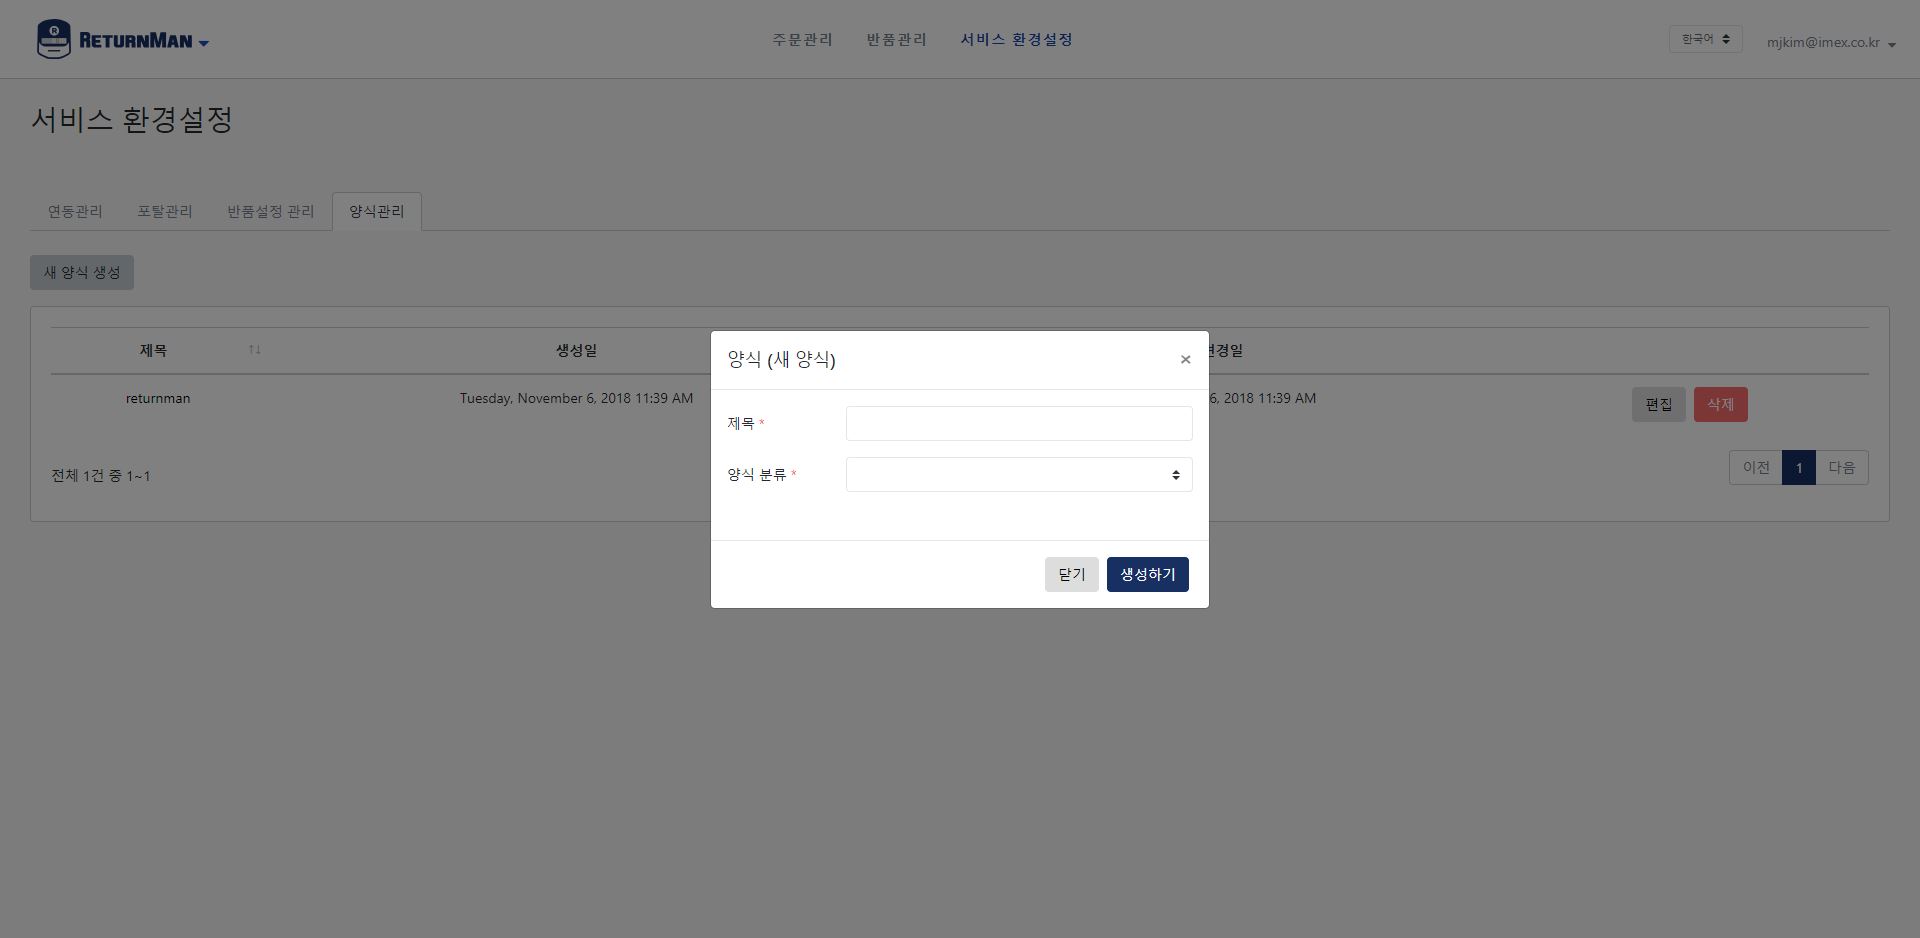 RETURNMAN
주문관리 반품관리 서비스 환경설정
한국어 mjkim@imex.co.kr
서비스 환경설정
연동관리 포탈관리 반품설정 관리 양식관리
새 양식 생성
제목 ↑↓ 생성일 변경일
returnman Tuesday, November 6, 2018 11:39 AM 6, 2018 11:39 AM 편집 삭제
전체 1건 중 1~1
이전 1 다음
양식 (새 양식) ×
제목 *
양식 분류 *
닫기 생성하기